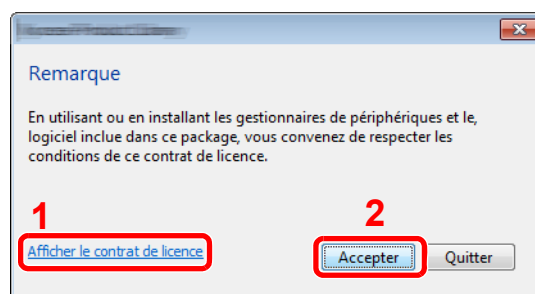 Remarque
En utilisant ou en installant les gestionnaires de périphériques et le,
logiciel inclue dans ce package, vous convenez de respecter les
conditions de ce contrat de licence.
1
2
Afficher le contrat de licence
Accepter
Quitter